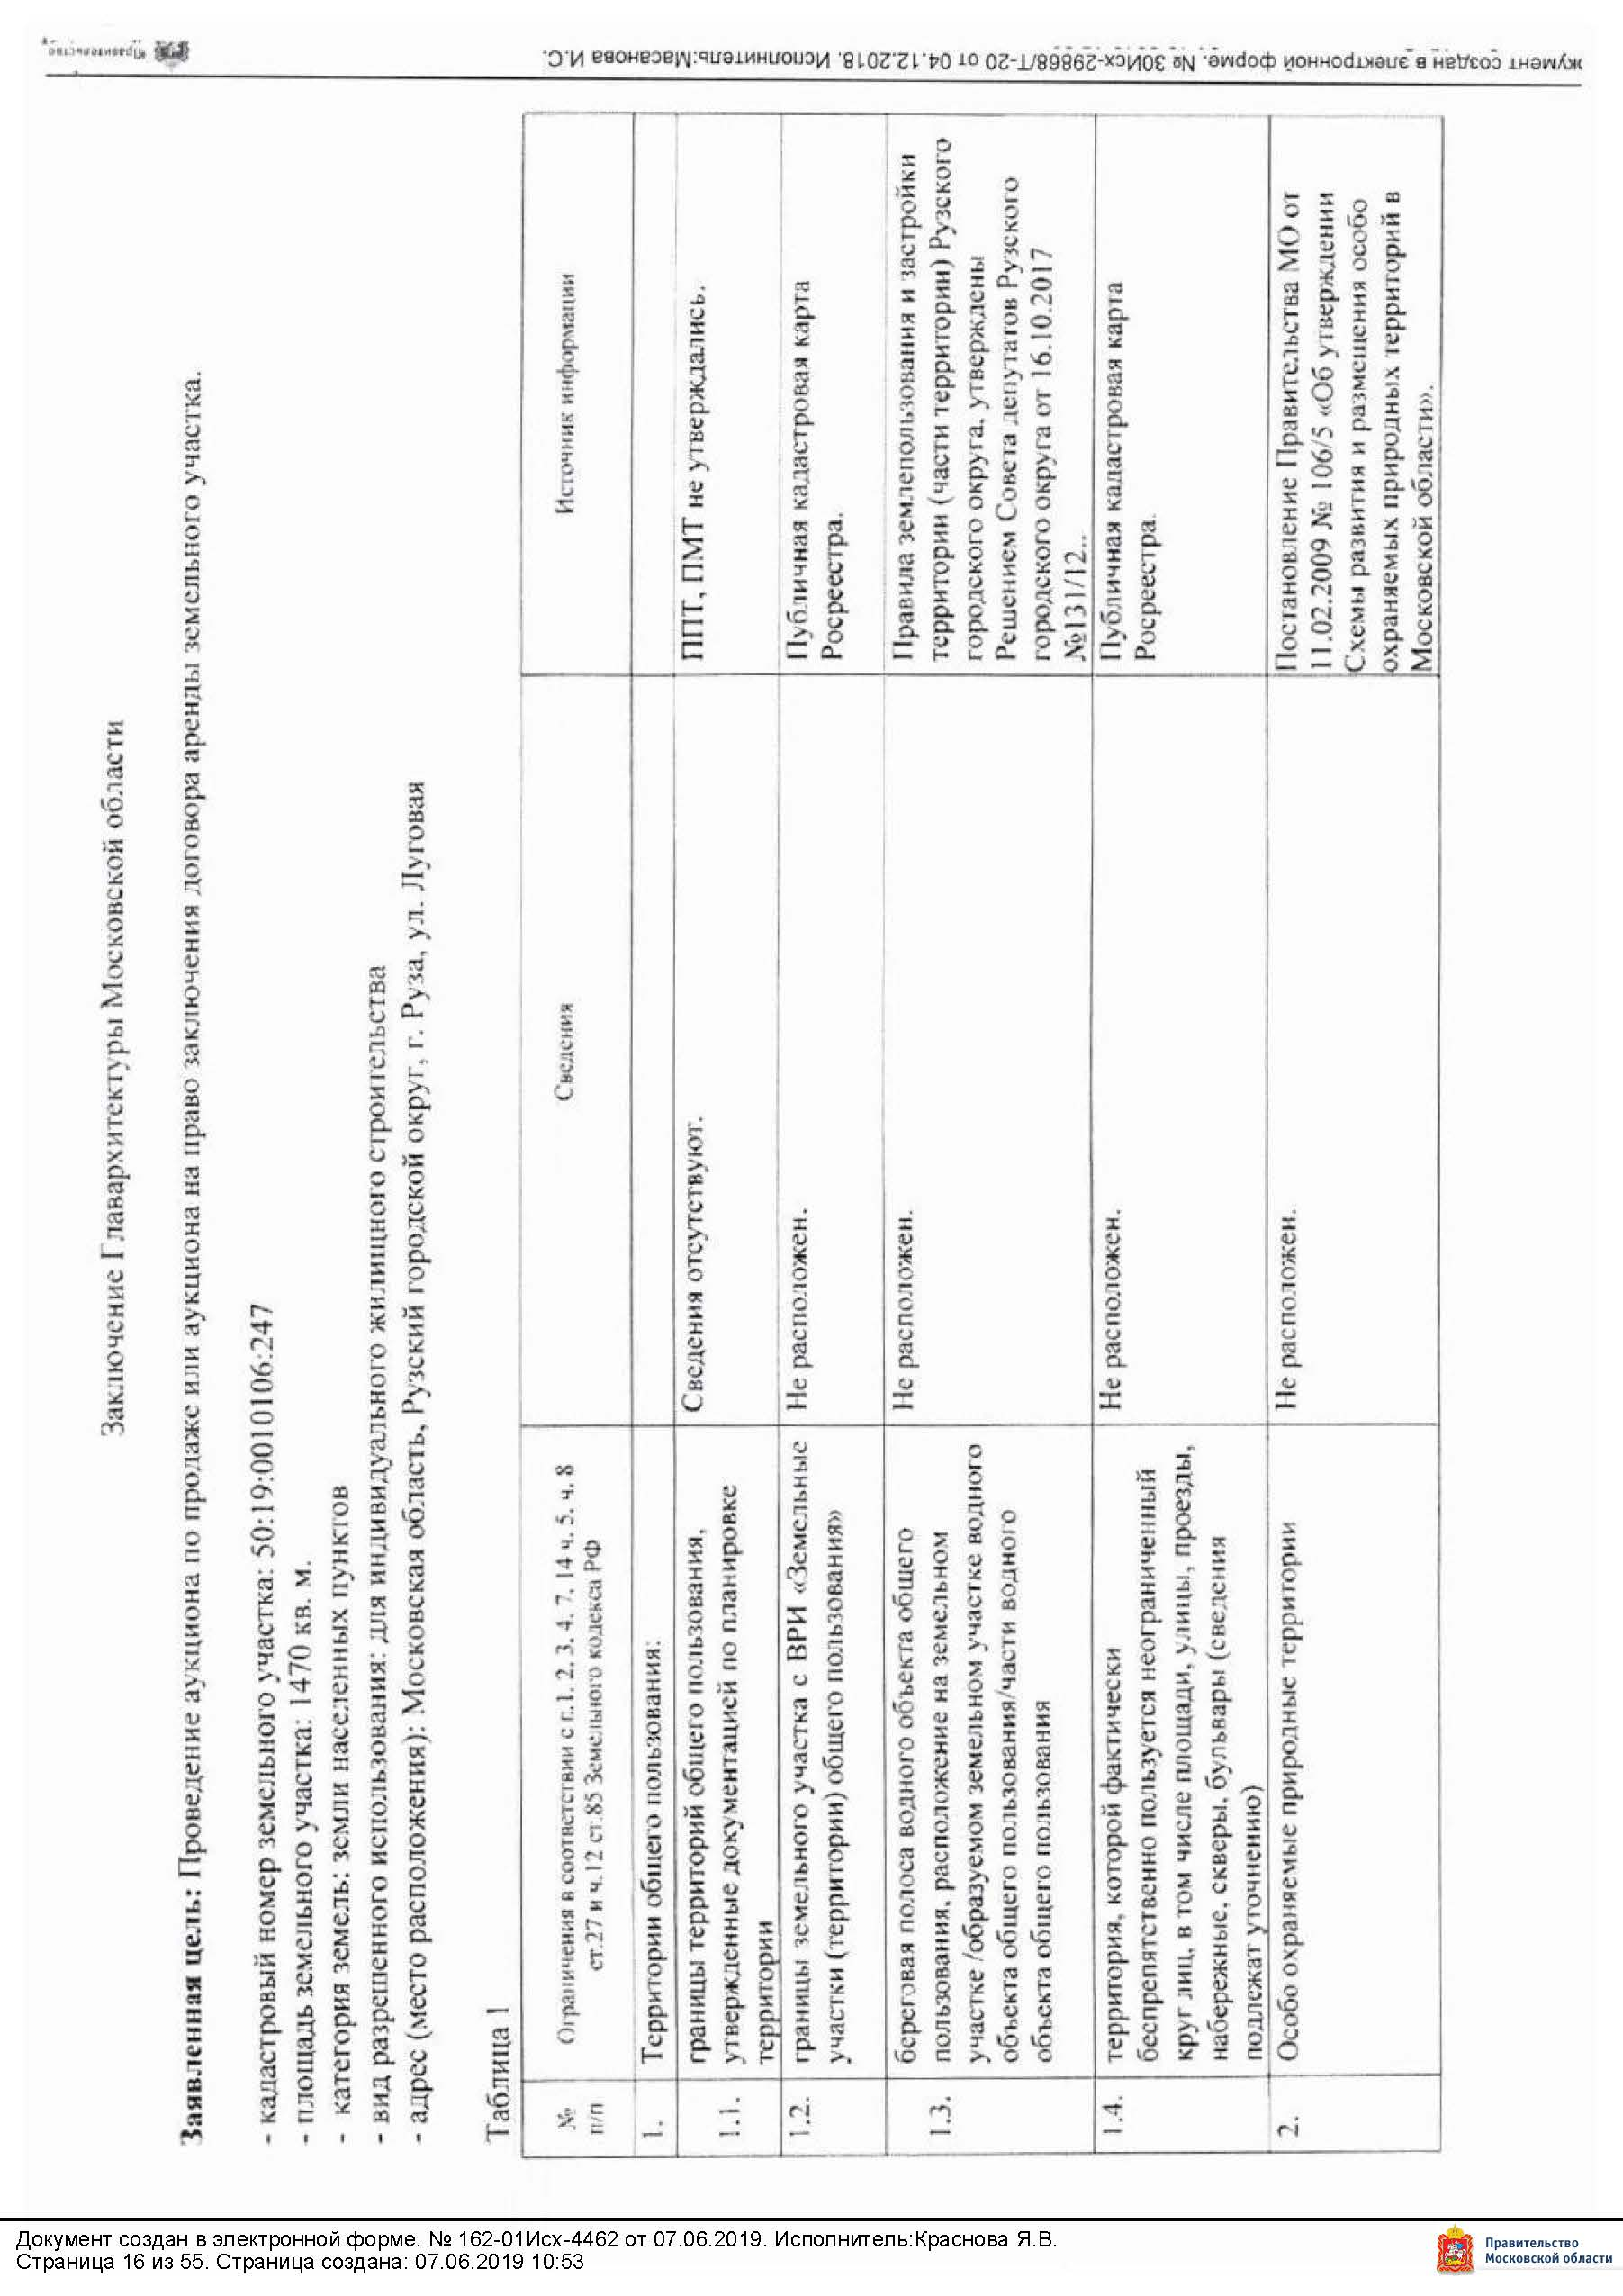 Заключение Главархитектуры Московской области
Заявленная цель: Проведение аукциона по продаже или аукциона на право заключения договора аренды земельного участка.
- кадастровый номер земельного участка: 50:19:0010106:247
- площадь земельного участка: 1470 кв. м.
- категория земель: земли населенных пунктов
- вид разрешенного использования: для индивидуального жилищного строительства
- адрес (место расположения): Московская область, Рузский городской округ, г. Руза, ул. Луговая
Таблица 1
№
п/п
Ограничения в соответствии с п.1, 2, 3, 4, 7, 14 ч. 5, ч. 8
ст.27 и ч.12 ст.85 Земельного кодекса РФ
Сведения
Источник информации
1.
Территории общего пользования:
1.1.
границы территорий общего пользования,
утвержденные документацией по планировке
территории
Сведения отсутствуют.
ППТ, ПМТ не утверждались.
1.2.
границы земельного участка с ВРИ «Земельные
участки (территории) общего пользования»
Не расположен.
Публичная кадастровая карта
Росреестра.
1.3.
береговая полоса водного объекта общего
пользования, расположение на земельном
участке /образуемом земельном участке водного
объекта общего пользования/части водного
объекта общего пользования
Не расположен.
Правила землепользования и застройки
территории (части территории) Рузского
городского округа, утверждены
Решением Совета депутатов Рузского
городского округа от 16.10.2017
№131/12..
1.4.
территория, которой фактически
беспрепятственно пользуется неограниченный
круг лиц, в том числе площади, улицы, проезды,
набережные, скверы, бульвары (сведения
подлежат уточнению)
Не расположен.
Публичная кадастровая карта
Росреестра.
2.
Особо охраняемые природные территории
Не расположен.
Постановление Правительства МО от
11.02.2009 № 106/5 «Об утверждении
Схемы развития и размещения особо
охраняемых природных территорий в
Московской области».
жумент создан в электронной форме. № 30Исх-29868/Т-20 от 04.12.2018. Исполнитель:Масанова И.С.
Правительство
Документ создан в электронной форме. № 162-01Исх-4462 от 07.06.2019. Исполнитель:Краснова Я.В.
Страница 16 из 55. Страница создана: 07.06.2019 10:53
Правительство
Московской области